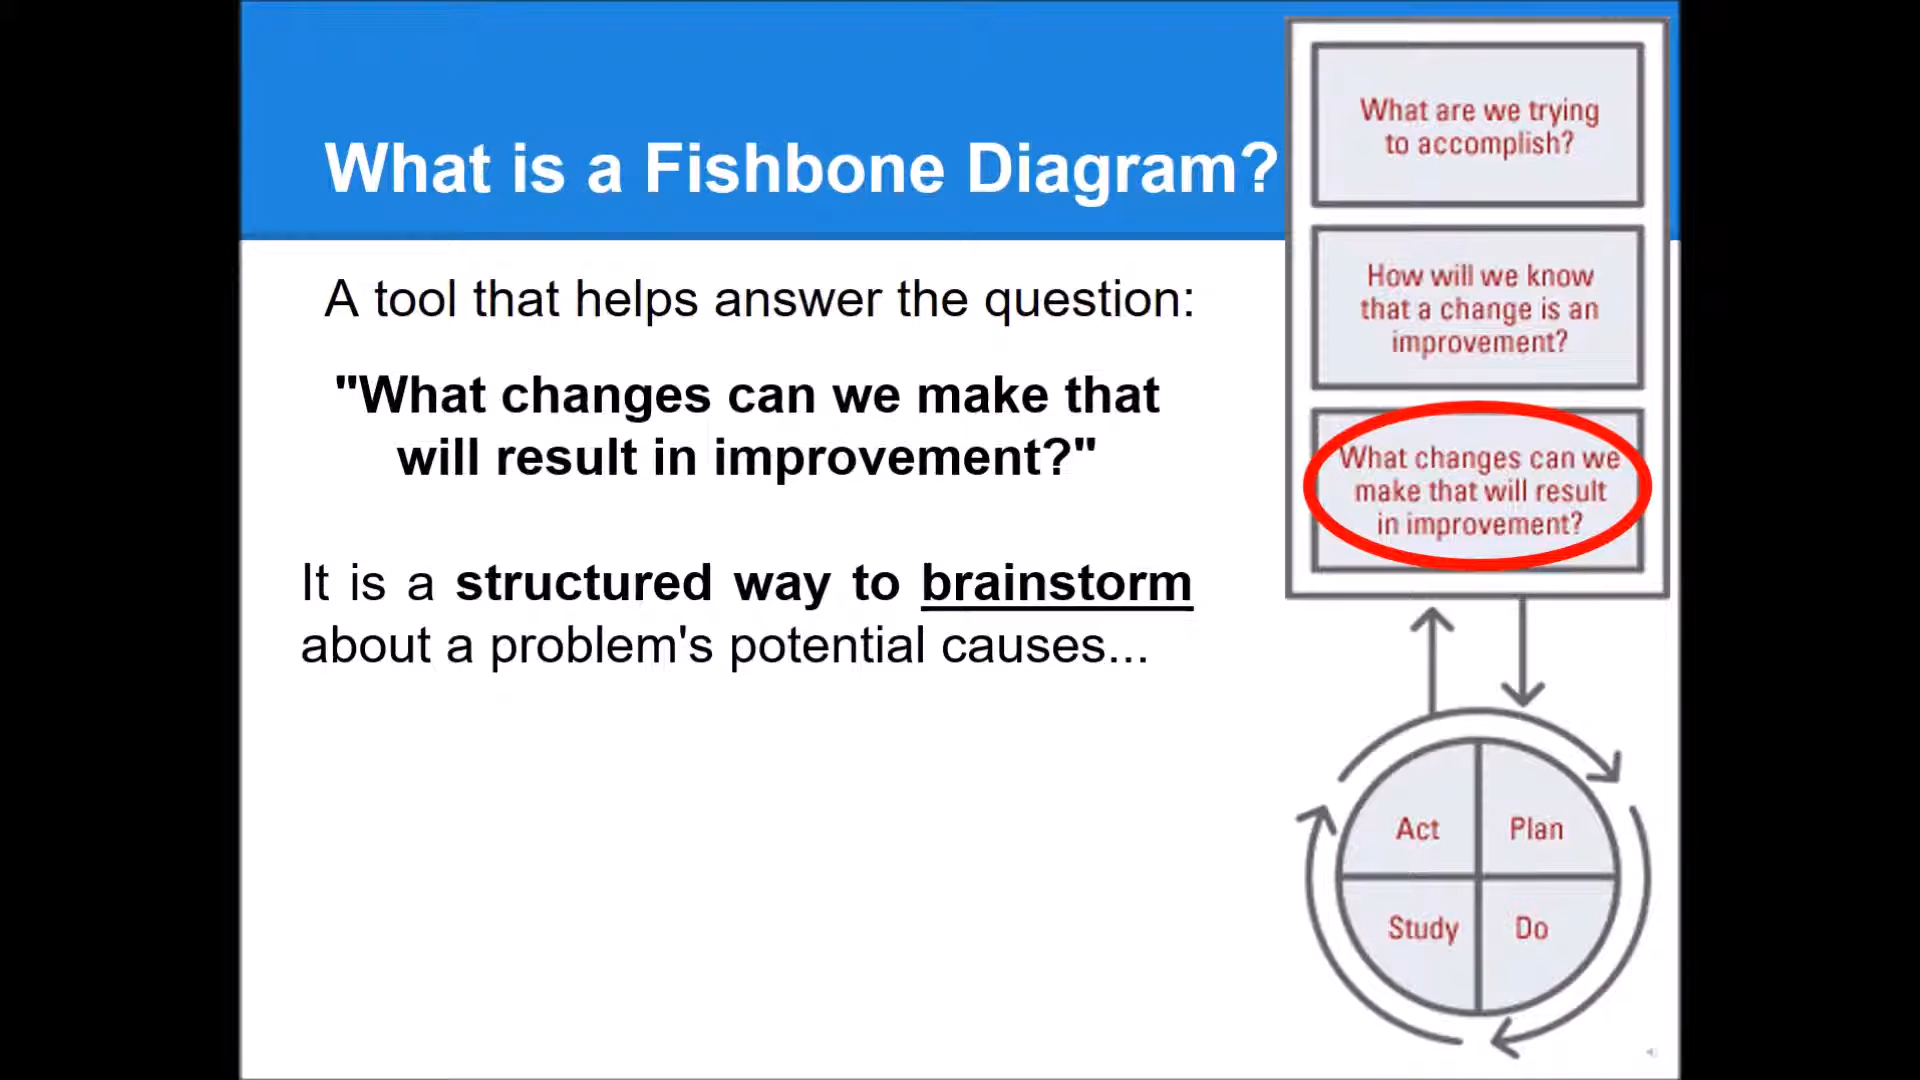 What is a Fishbone Diagram?
A tool that helps answer the question:
"What changes can we make that
will result in improvement?"
It is a structured way to brainstorm
about a problem's potential causes...
What are we trying
to accomplish?
How will we know
that a change is an
improvement?
What changes can we
make that will result
in improvement?
Act
Plan
Study
Do